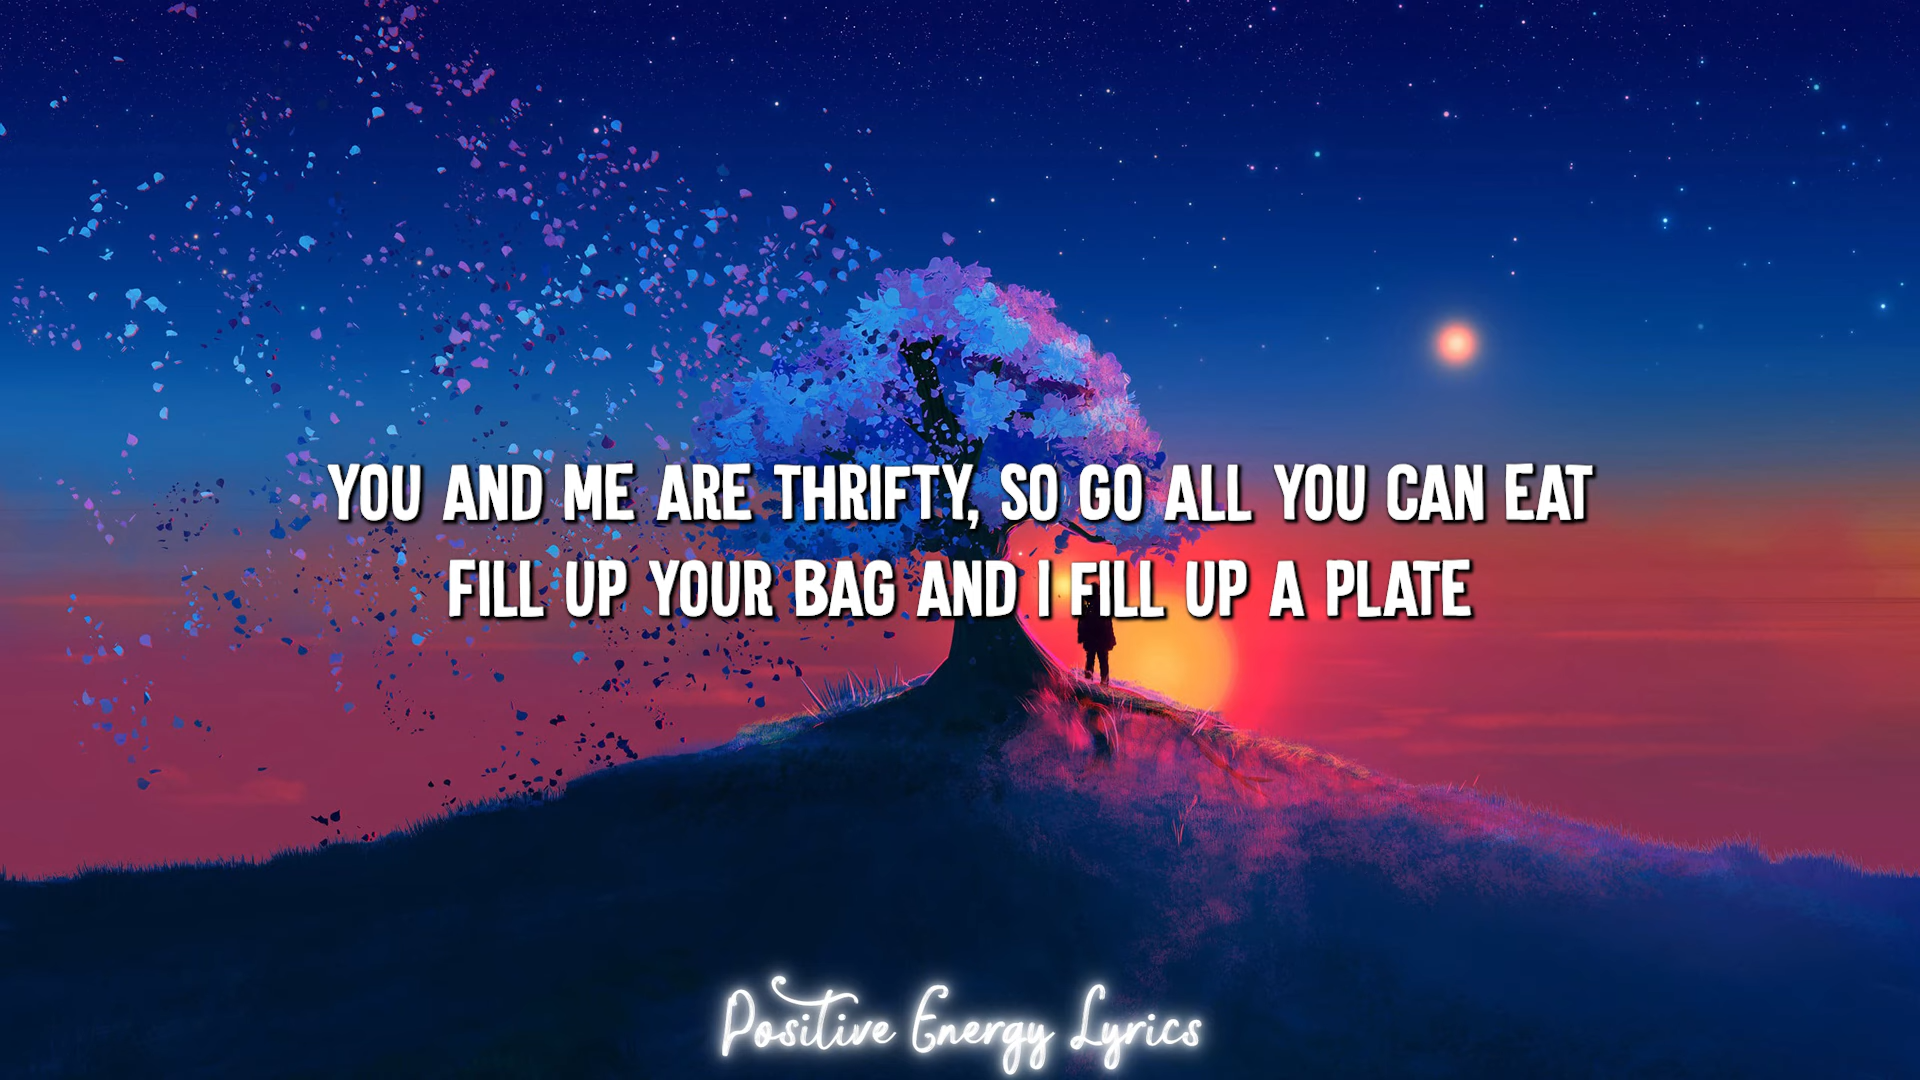 YOU AND ME ARE THRIFTY, SO GO ALL YOU CAN EAT
FILL UP YOUR BAG AND I FILL UP A PLATE
Positive Energy Lyrics